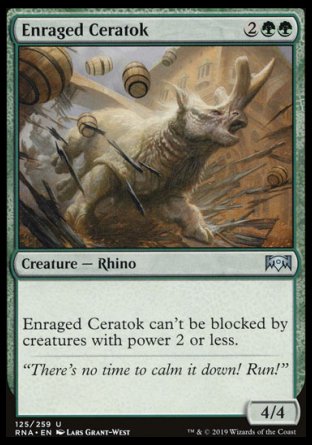 Enraged Ceratok 2
Creature — Rhino
Enraged Ceratok can't be blocked by
creatures with power 2 or less.
"There's no time to calm it down! Run!"
4/4
125/259 U
RNA • EN Lars Grant-West
™ & © 2019 Wizards of the Coast